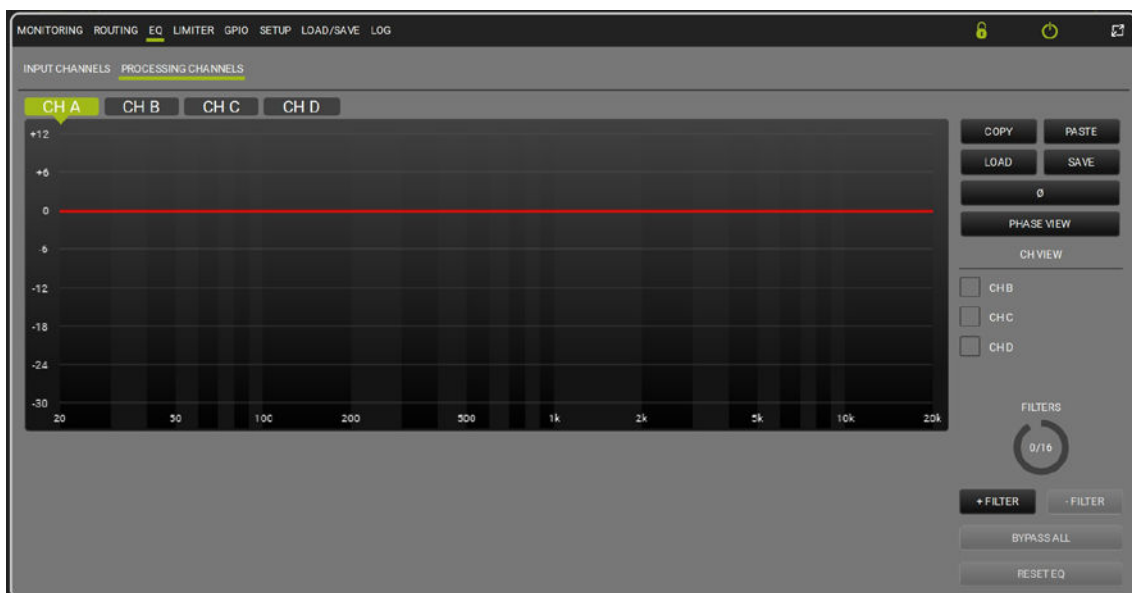 MONITORING ROUTING EQ LIMITER GPIO SETUP LOAD/SAVE LOG
INPUT CHANNELS PROCESSING CHANNELS
CH A CH B CH C CH D
+12
+6
0
-6
-12
-18
-24
-30
20 50 100 200 500 1k 2k 5k 10k 20k
COPY PASTE
LOAD SAVE
Ø
PHASE VIEW
CH VIEW
CH B
CH C
CH D
FILTERS
0/16
+ FILTER - FILTER
BYPASS ALL
RESET EQ